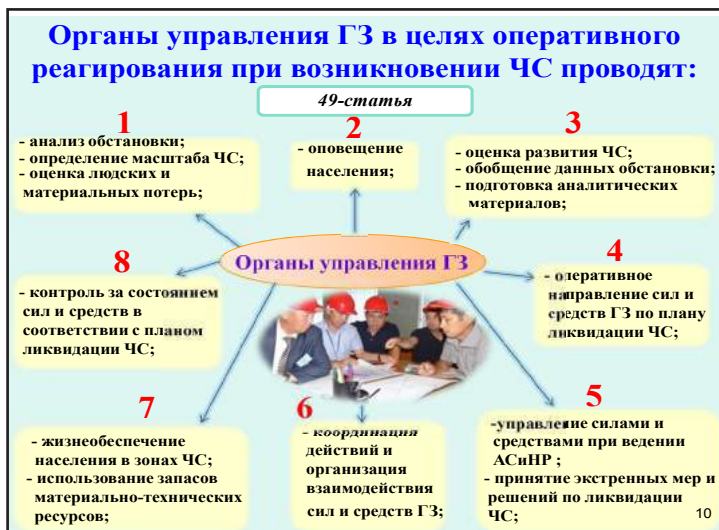 Органы управления ГЗ в целях оперативного
реагирования при возникновении ЧС проводят:
49-статья
1
- анализ обстановки;
- определение масштаба ЧС;
- оценка людских и
материальных потерь;
2
- оповещение
населения;
3
- оценка развития ЧС;
- обобщение данных обстановки;
- подготовка аналитических
материалов;
Органы управления ГЗ
4
- оперативное
направление сил и
средств ГЗ по плану
ликвидации ЧС;
5
-управление силами и
средствами при ведении
АСиНР ;
- принятие экстренных мер и
решений по ликвидации
ЧС;
6
- координация
действий и
организация
взаимодействия
сил и средств ГЗ;
7
- жизнеобеспечение
населения в зонах ЧС;
- использование запасов
материально-технических
ресурсов;
8
- контроль за состоянием
сил и средств в
соответствии с планом
ликвидации ЧС;
10